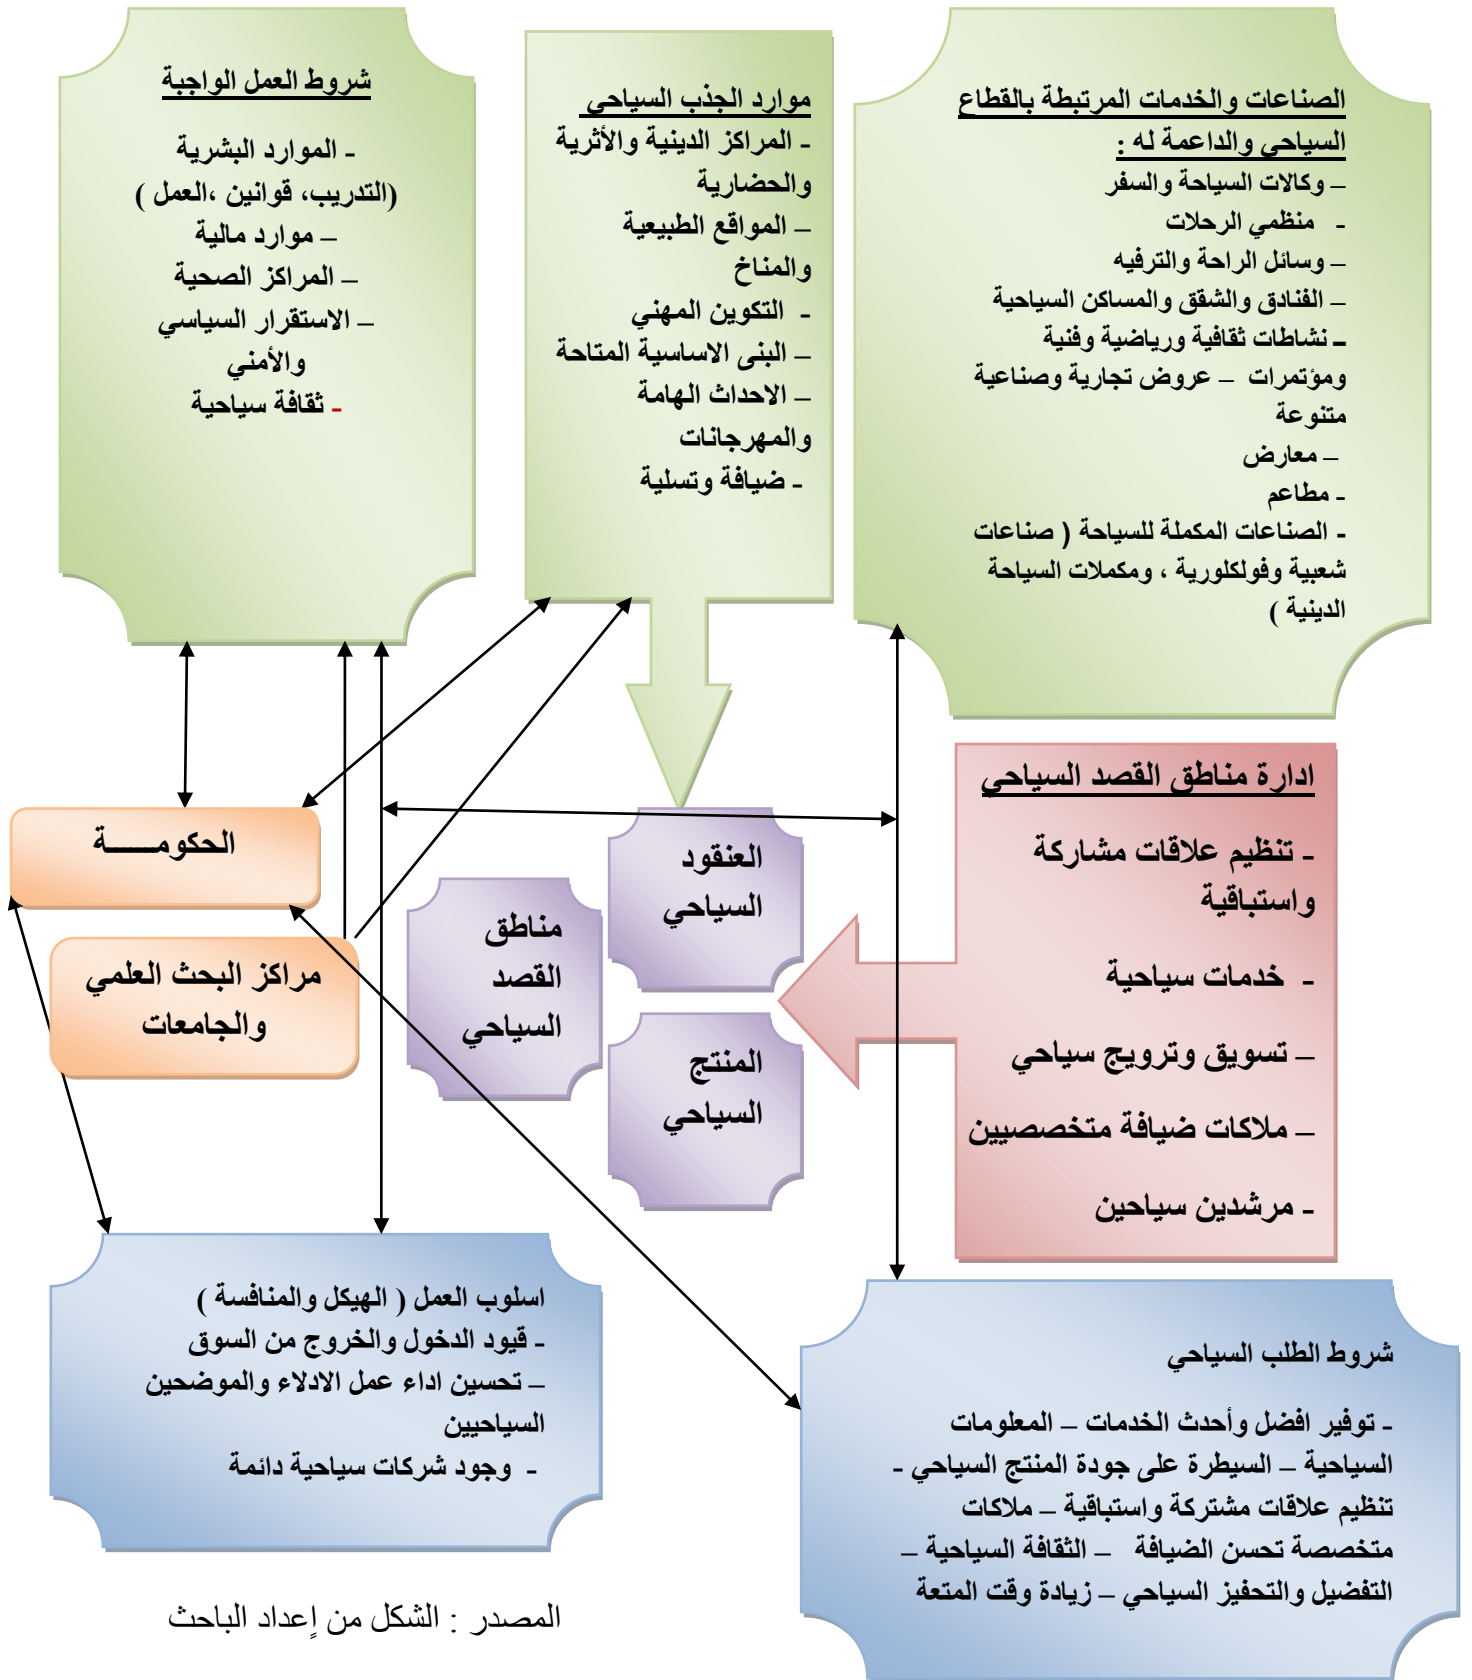 الصناعات والخدمات المرتبطة بالقطاع
السياحي والداعمة له :
– وكالات السياحة والسفر
- منظمي الرحلات
– وسائل الراحة والترفيه
– الفنادق والشقق والمساكن السياحية
– نشاطات ثقافية ورياضية وفنية
ومؤتمرات – عروض تجارية وصناعية
متنوعة
– معارض
- مطاعم
- الصناعات المكملة للسياحة ( صناعات
شعبية وفولكلورية ، ومكملات السياحة
الدينية )
موارد الجذب السياحي
- المراكز الدينية والأثرية
والحضارية
– المواقع الطبيعية
والمناخ
- التكوين المهني
– البنى الاساسية المتاحة
– الاحداث الهامة
والمهرجانات
- ضيافة وتسلية
شروط العمل الواجبة
- الموارد البشرية
(التدريب، قوانين ،العمل )
– موارد مالية
– المراكز الصحية
– الاستقرار السياسي
والأمني
- ثقافة سياحية
ادارة مناطق القصد السياحي
- تنظيم علاقات مشاركة
واستباقية
- خدمات سياحية
– تسويق وترويج سياحي
– ملاكات ضيافة متخصصيين
- مرشدين سياحين
العنقود
السياحي
مناطق
القصد
السياحي
المنتج
السياحي
الحكومـــــة
مراكز البحث العلمي
والجامعات
شروط الطلب السياحي
- توفير افضل وأحدث الخدمات – المعلومات
السياحية – السيطرة على جودة المنتج السياحي -
تنظيم علاقات مشتركة واستباقية – ملاكات
متخصصة تحسن الضيافة – الثقافة السياحية –
التفضيل والتحفيز السياحي – زيادة وقت المتعة
اسلوب العمل ( الهيكل والمنافسة )
- قيود الدخول والخروج من السوق
– تحسين اداء عمل الادلاء والموضحين
السياحيين
- وجود شركات سياحية دائمة
المصدر : الشكل من إعداد الباحث